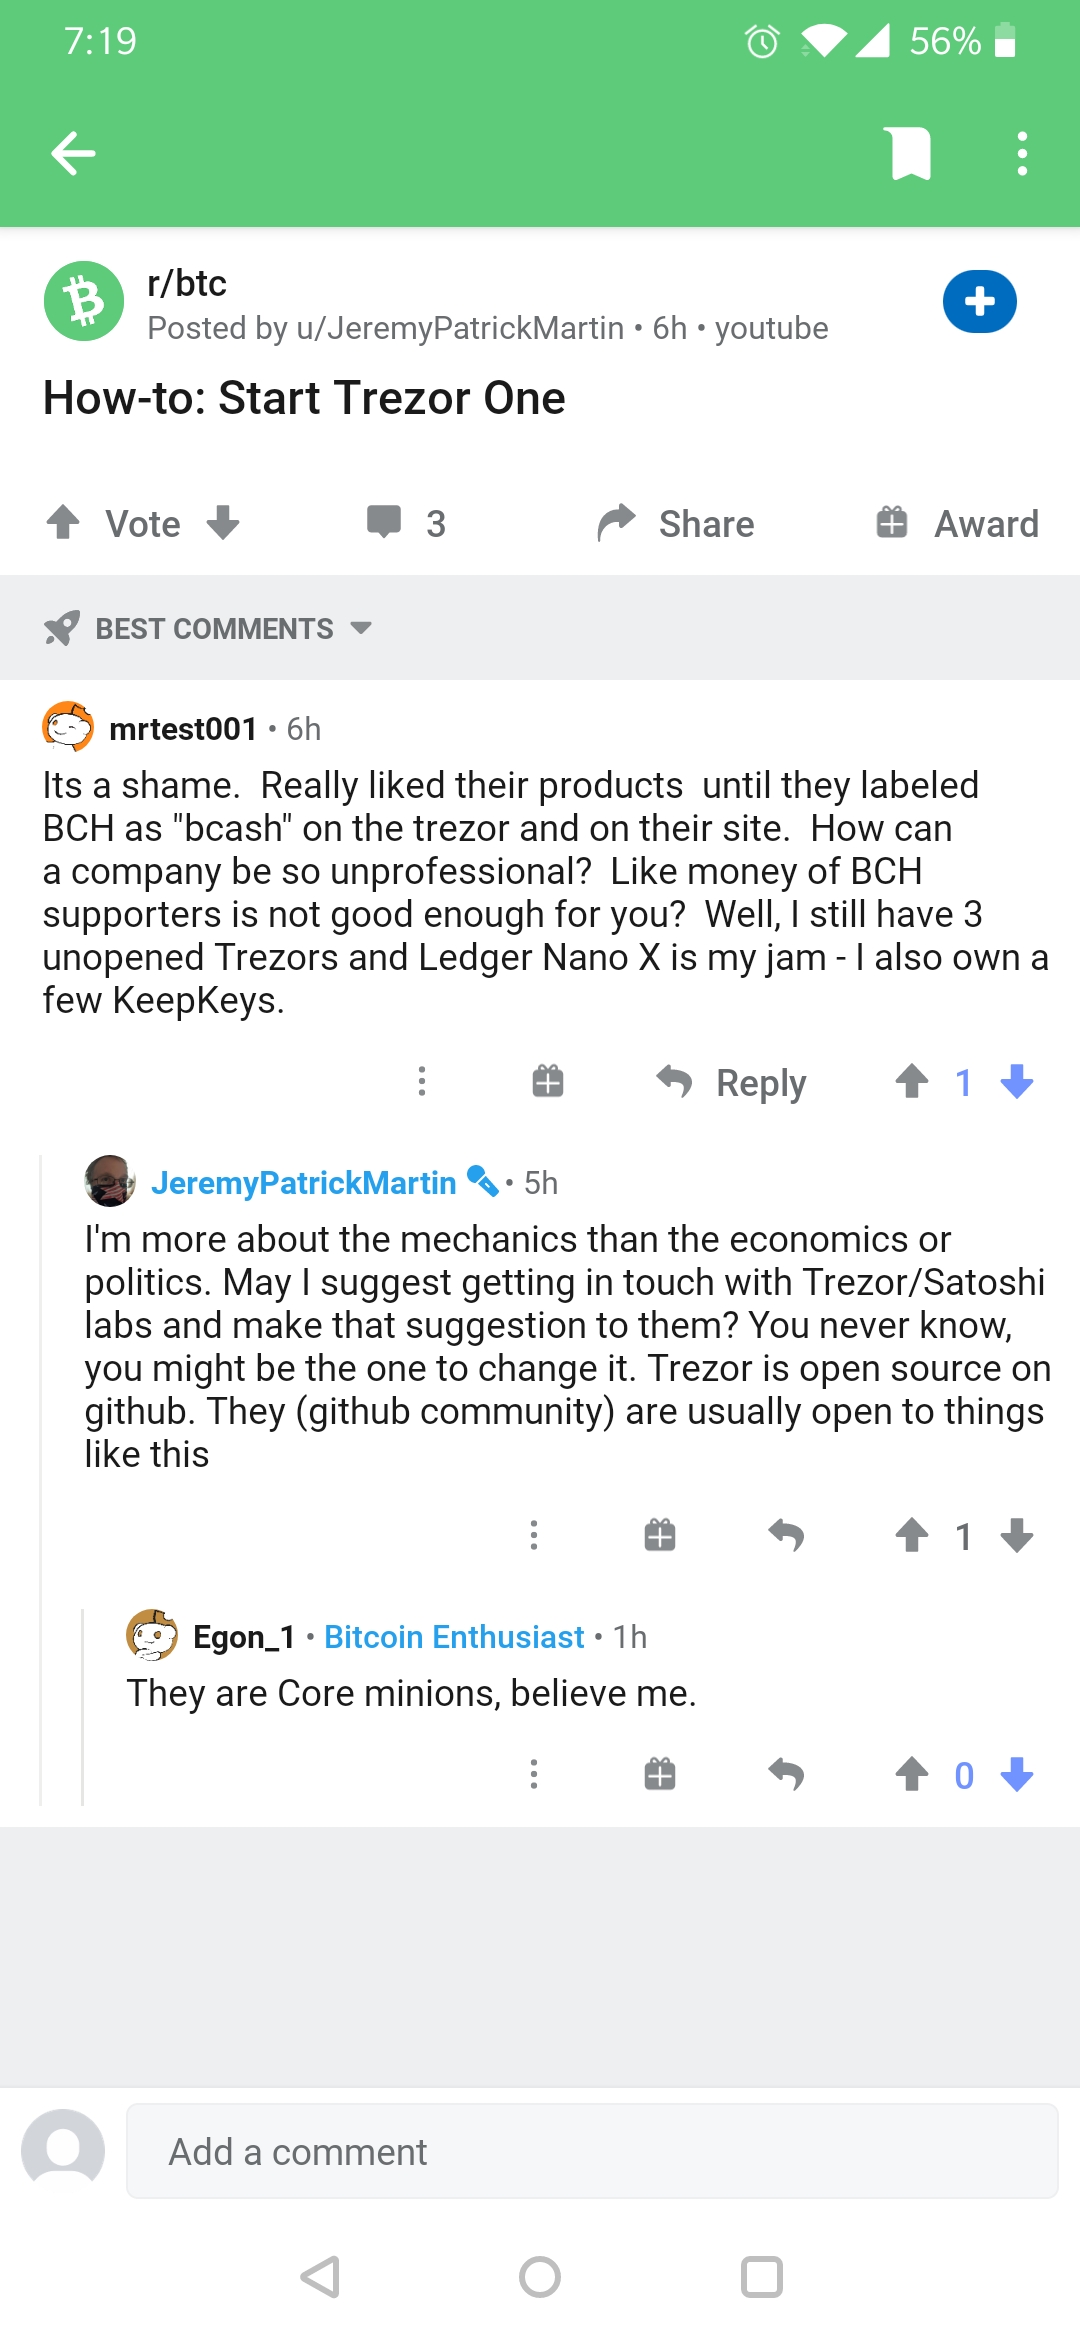 7:19
56%
r/btc
Posted by u/JeremyPatrickMartin • 6h • youtube
How-to: Start Trezor One
Vote
3
Share
Award
BEST COMMENTS
mrtest001 • 6h
Its a shame.  Really liked their products  until they labeled
BCH as "bcash" on the trezor and on their site.  How can
a company be so unprofessional?  Like money of BCH
supporters is not good enough for you?  Well, I still have 3
unopened Trezors and Ledger Nano X is my jam - I also own a
few KeepKeys.
Reply
1
JeremyPatrickMartin • 5h
I'm more about the mechanics than the economics or
politics. May I suggest getting in touch with Trezor/Satoshi
labs and make that suggestion to them? You never know,
you might be the one to change it. Trezor is open source on
github. They (github community) are usually open to things
like this
1
Egon_1 • Bitcoin Enthusiast • 1h
They are Core minions, believe me.
0
Add a comment